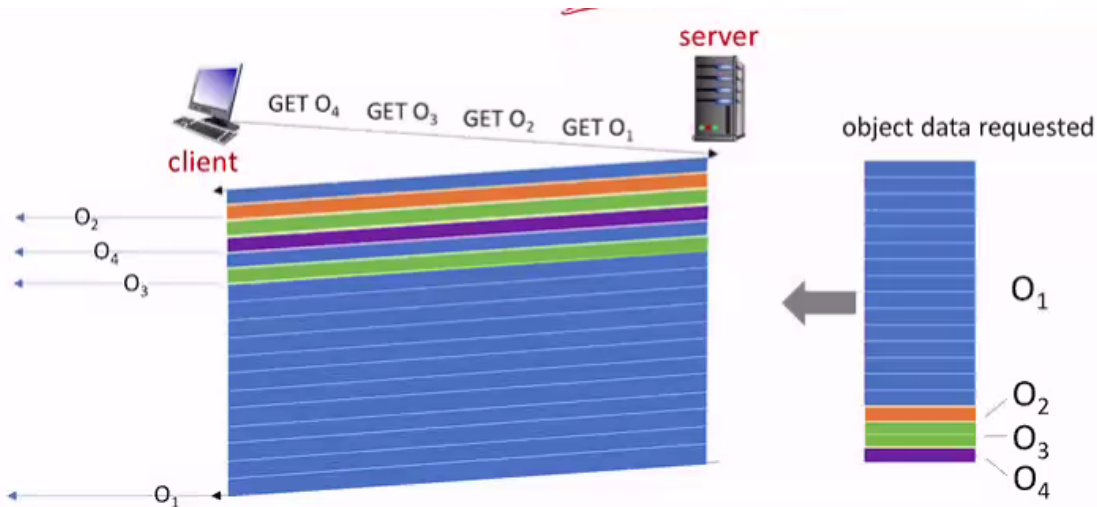 server
GET O₄ GET O₃ GET O₂ GET O₁
object data requested
client
O₂
O₄
O₃
O₁
O₁
O₂
O₃
O₄